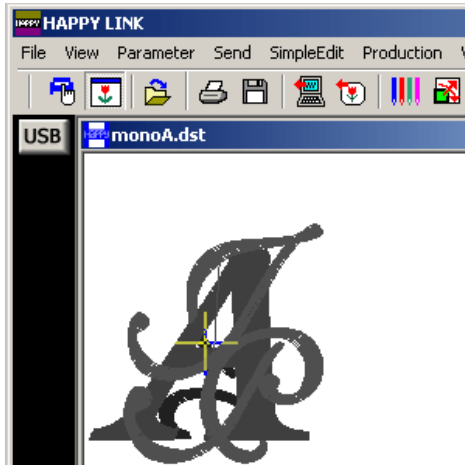 HAPPY LINK
File View Parameter Send SimpleEdit Production
USB
HAPPY monoA.dst